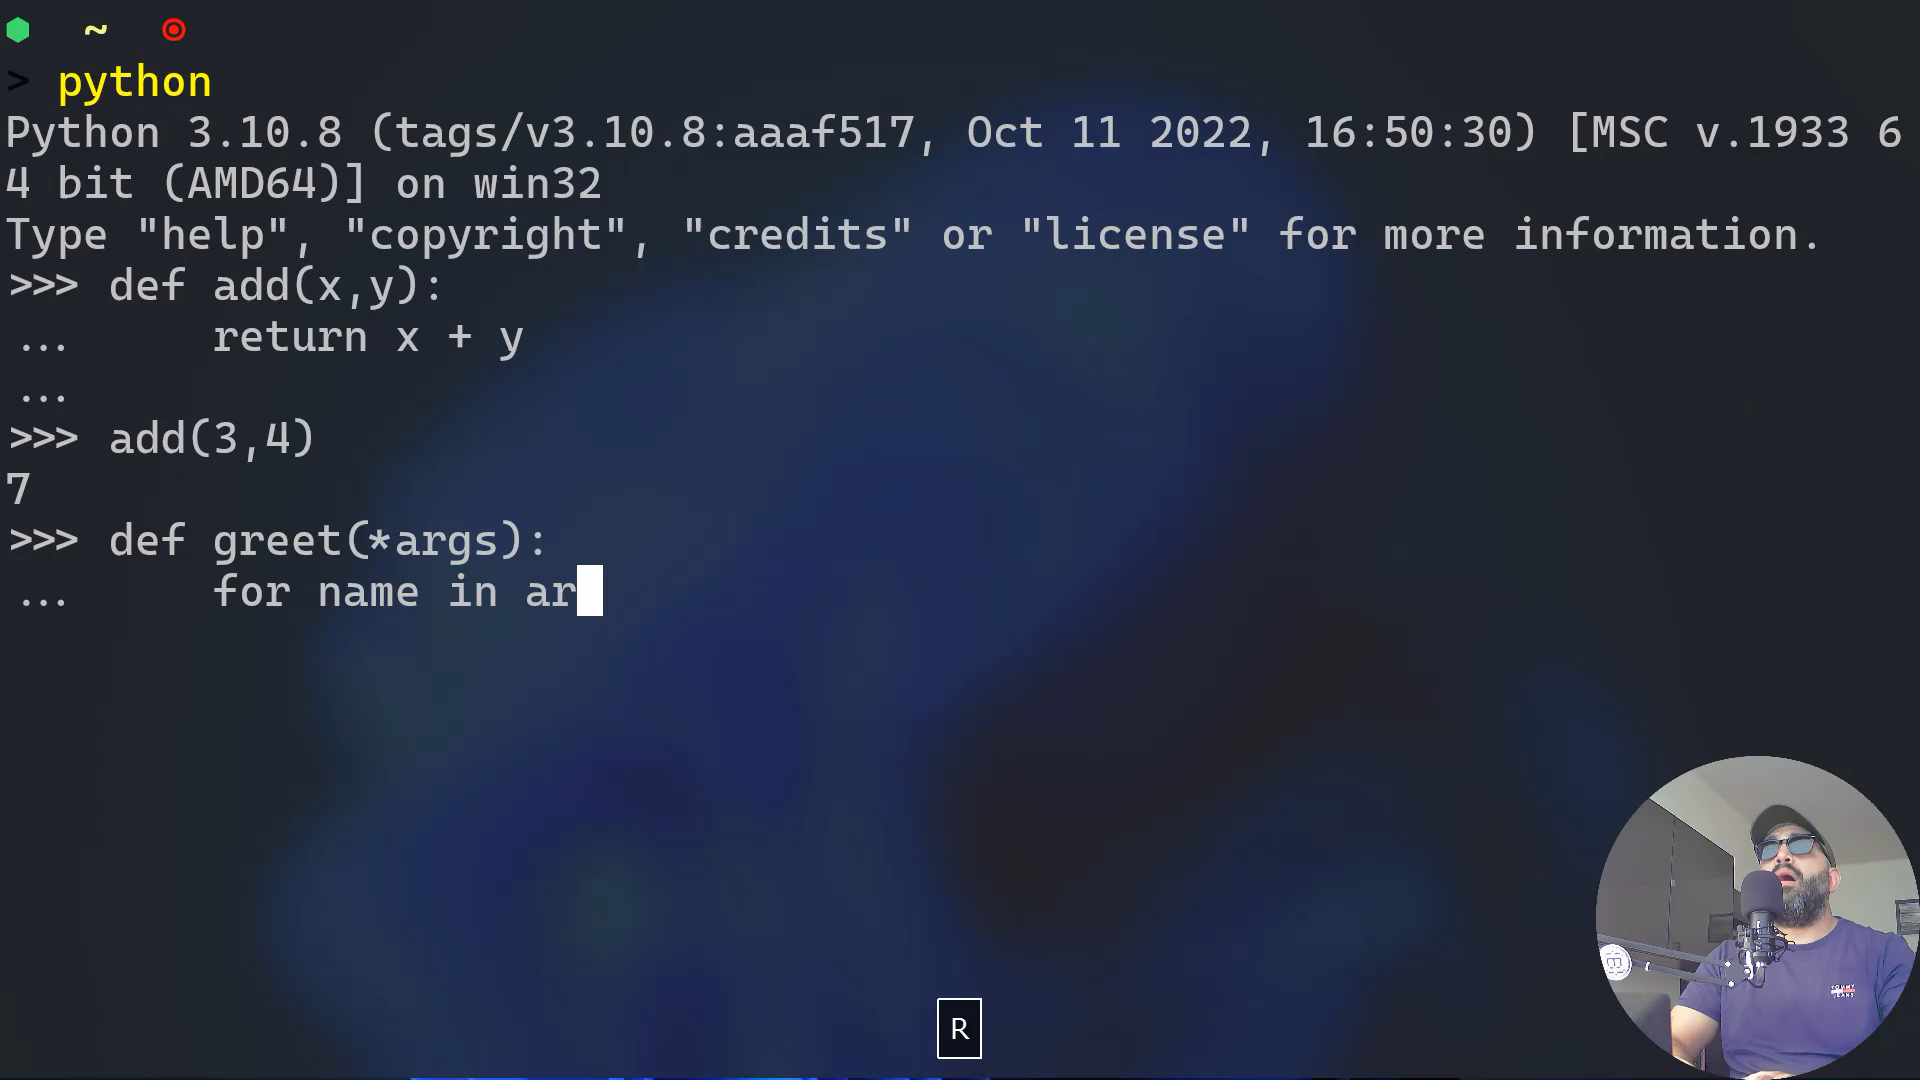 ~
> python
Python 3.10.8 (tags/v3.10.8:aaaf517, Oct 11 2022, 16:50:30) [MSC v.1933 6
4 bit (AMD64)] on win32
Type "help", "copyright", "credits" or "license" for more information.
>>> def add(x,y):
...     return x + y
...
>>> add(3,4)
7
>>> def greet(*args):
...     for name in ar
R
TOMMY
JEANS